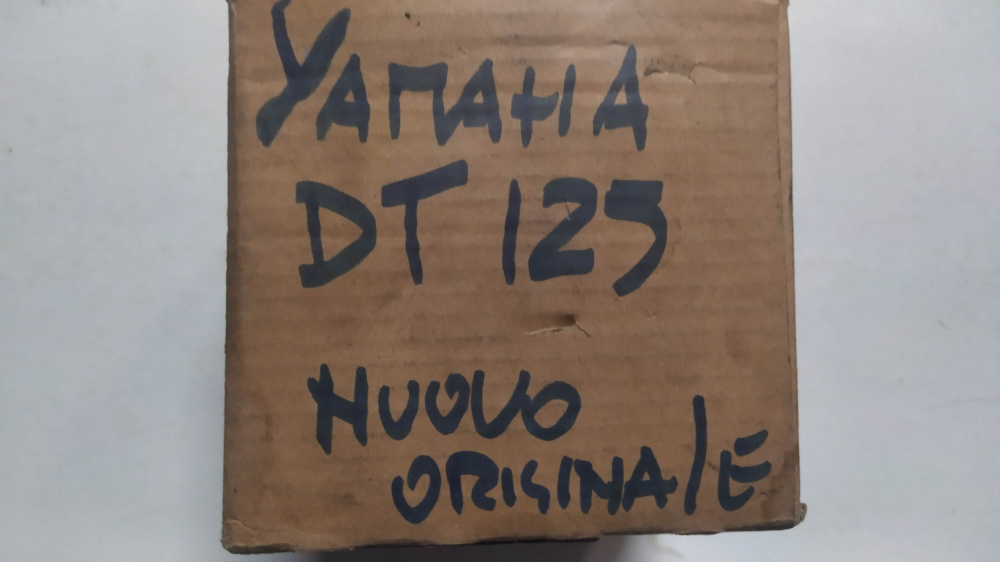 YAMAHA
DT 125
NUOVO
ORIGINALE